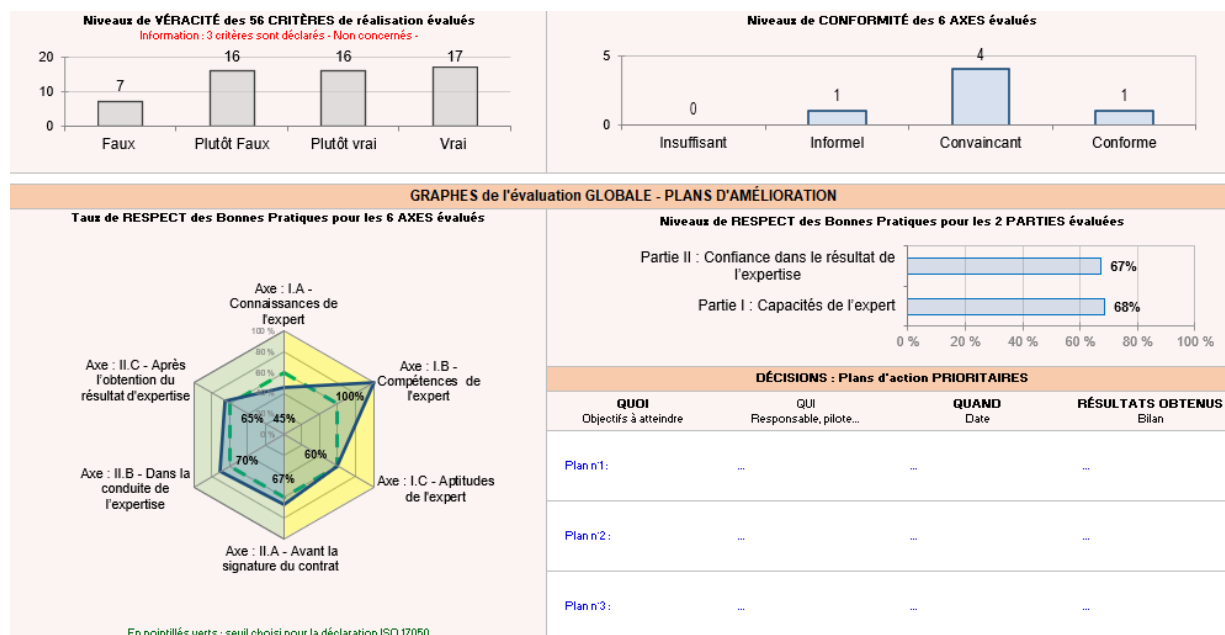 Niveaux de VÉRACITÉ des 56 CRITÈRES de réalisation évalués
Information : 3 critères sont déclarés - Non concernés -
20
10
0
7
16
16
17
Faux
Plutôt Faux
Plutôt vrai
Vrai
Niveaux de CONFORMITÉ des 6 AXES évalués
5
0
0
1
4
1
Insuffisant
Informel
Convaincant
Conforme
GRAPHES de l'évaluation GLOBALE - PLANS D'AMÉLIORATION
Taux de RESPECT des Bonnes Pratiques pour les 6 AXES évalués
Axe : I.A -
Connaissances de
l'expert
100 %
80 %
60 %
0 %
Axe : I.B -
Compétences de
l'expert
Axe : I.C - Aptitudes
de l'expert
Axe : II.A - Avant la
signature du contrat
Axe : II.B - Dans la
conduite de
l'expertise
Axe : II.C - Après
l'obtention du
résultat d'expertise
45%
100%
60%
67%
70%
65%
En pointillés verts : seuil choisi pour la déclaration ISO 17050
Niveaux de RESPECT des Bonnes Pratiques pour les 2 PARTIES évaluées
Partie II : Confiance dans le résultat de
l'expertise
67%
Partie I : Capacités de l'expert
68%
0 %
20 %
40 %
60 %
80 %
100 %
DÉCISIONS : Plans d'action PRIORITAIRES
QUOI
Objectifs à atteindre
QUI
Responsable, pilote...
QUAND
Date
RÉSULTATS OBTENUS
Bilan
Plan n°1 : ... ... ...
Plan n°2 : ... ... ...
Plan n°3 : ... ... ...